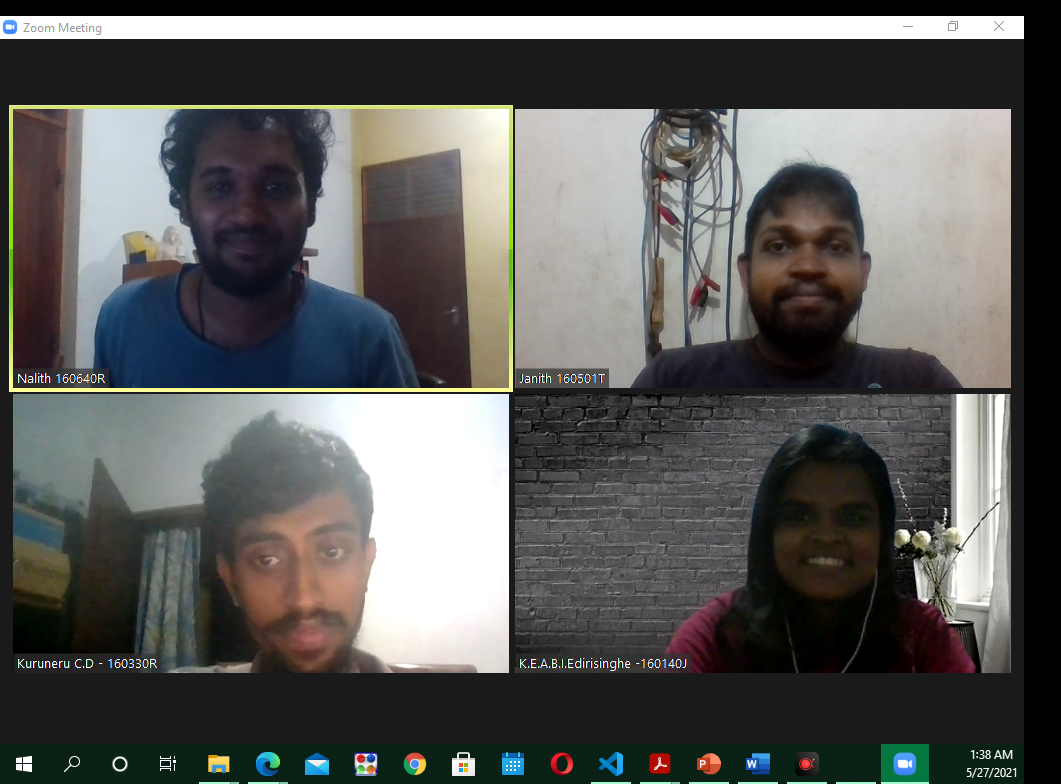 Zoom Meeting
Nalith 160640R
Janith 160501T
Kuruneru C.D - 160330R
K.E.A.B.I.Edirisinghe -160140J
1:38 AM
5/27/2021